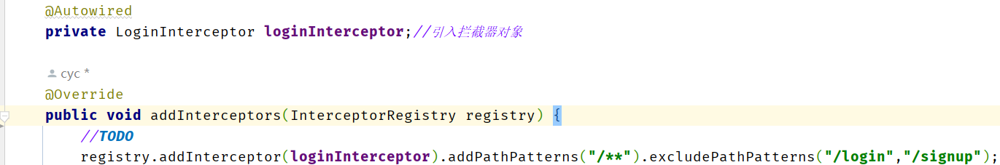 @Autowired
private LoginInterceptor loginInterceptor;//引入拦截器对象
cyc *
@Override
public void addInterceptors(InterceptorRegistry registry) {
//TODO
registry.addInterceptor(loginInterceptor).addPathPatterns("/**").excludePathPatterns("/login","/signup");